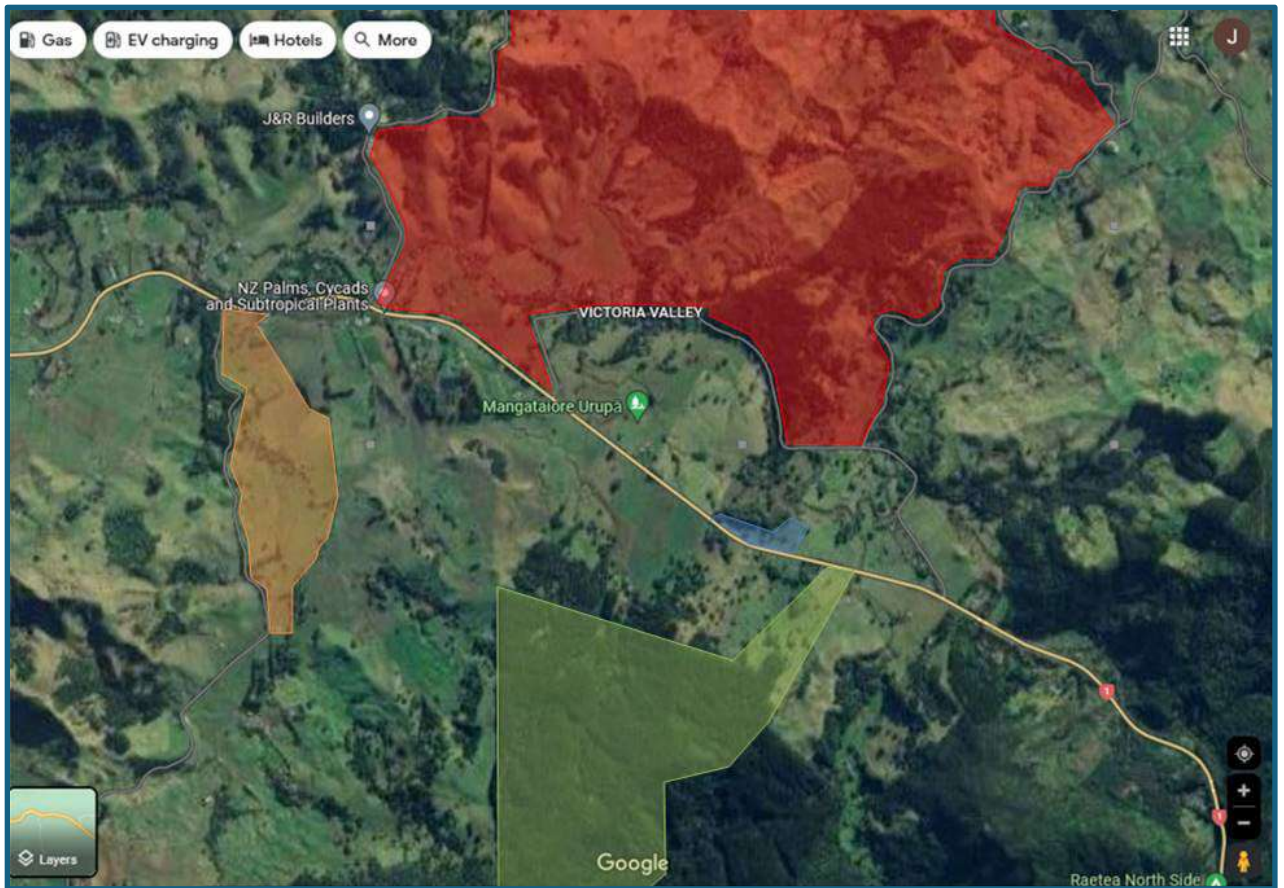 Gas
EV charging
Hotels
More
J
J&R Builders
NZ Palms, Cycads
and Subtropical Plants
VICTORIA VALLEY
Mangataiore Urupā
1
1
Layers
Google
Raetea North Side